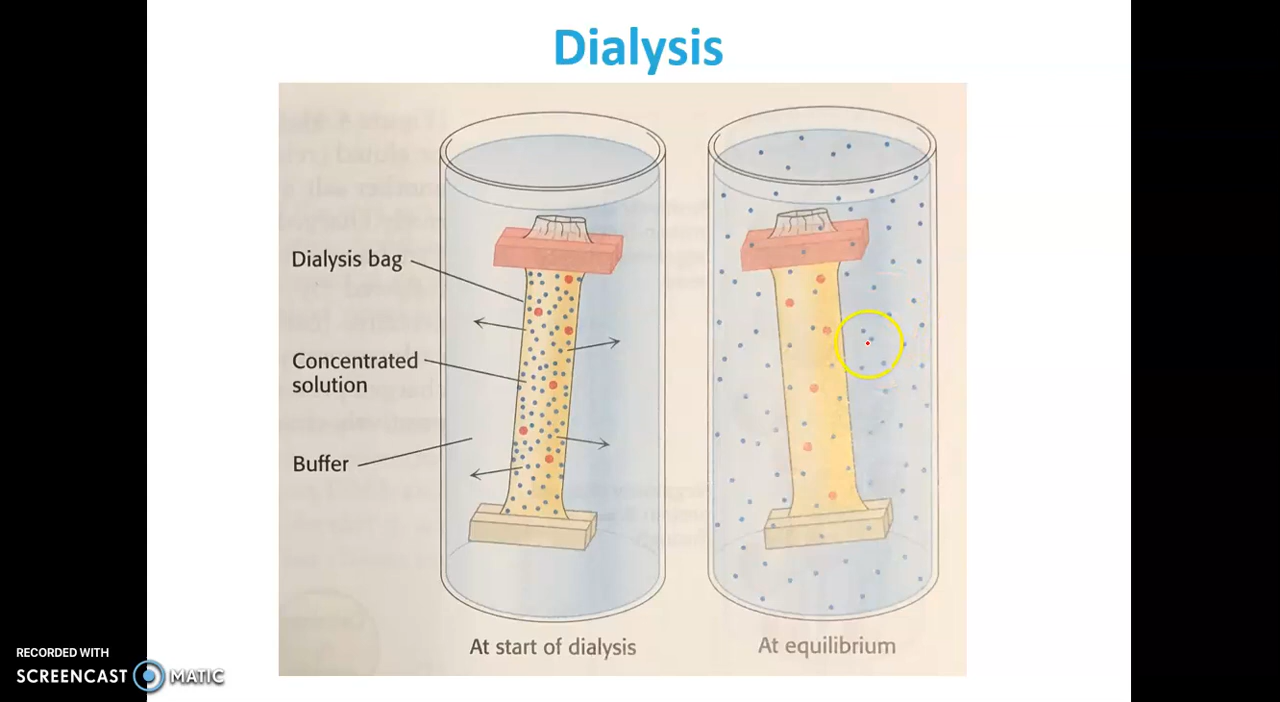 Dialysis
Dialysis bag
Concentrated
solution
Buffer
At start of dialysis
At equilibrium
RECORDED WITH
SCREENCAST MATIC